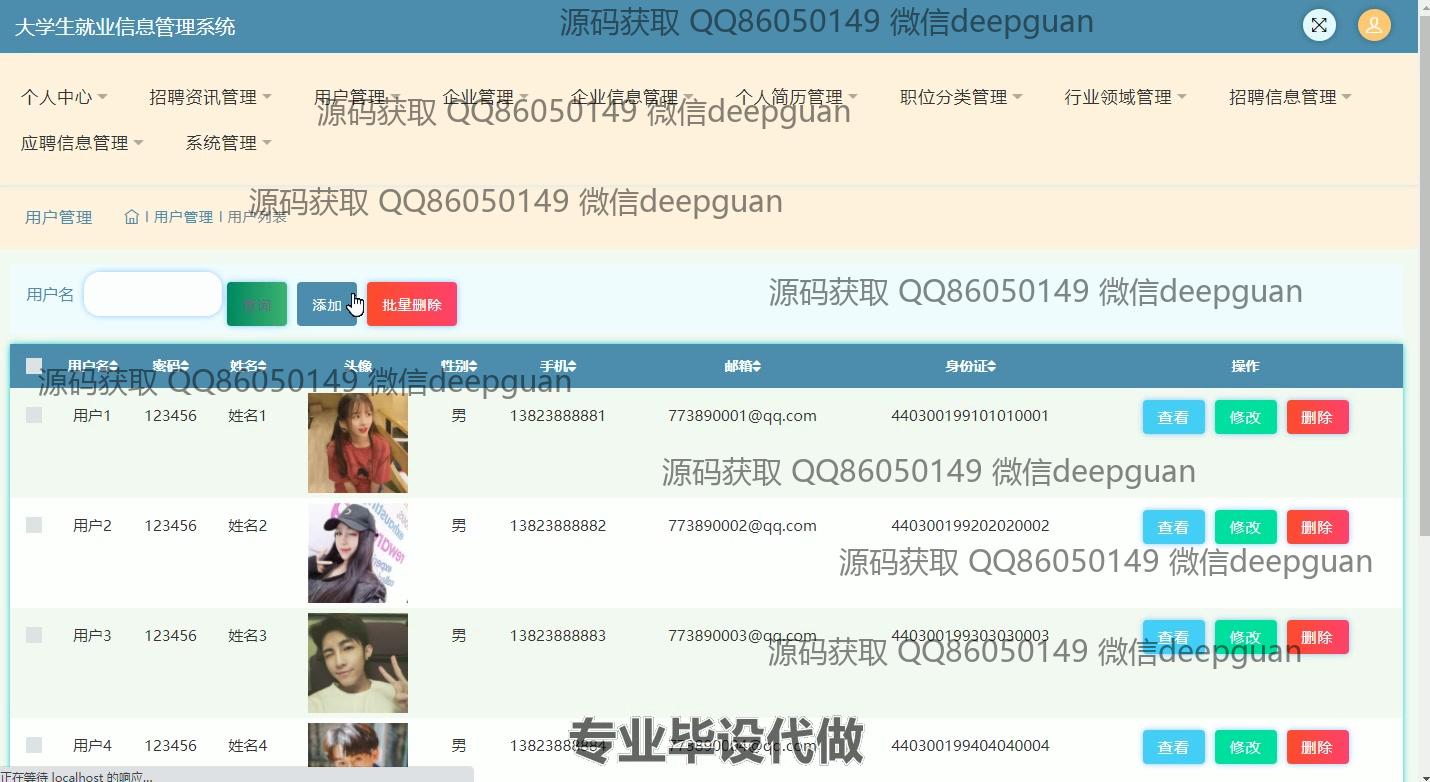 大学生就业信息管理系统
源码获取 QQ86050149 微信deepguan
个人中心 招聘资讯管理 用户管理 企业管理 企业信息管理 个人简历管理 职位分类管理 行业领域管理 招聘信息管理
源码获取 QQ86050149 微信deepguan
应聘信息管理 系统管理
源码获取 QQ86050149 微信deepguan
用户管理 用户管理 用户列表
用户名 查询 添加 批量删除
源码获取 QQ86050149 微信deepguan
用户名 密码 姓名 头像 性别 手机 邮箱 身份证 操作
源码获取 QQ86050149 微信deepguan
用户1 123456 姓名1 男 13823888881 773890001@qq.com 440300199101010001 查看 修改 删除
源码获取 QQ86050149 微信deepguan
用户2 123456 姓名2 男 13823888882 773890002@qq.com 440300199202020002 查看 修改 删除
源码获取 QQ86050149 微信deepguan
用户3 123456 姓名3 男 13823888883 773890003@qq.com 440300199303030003 查看 修改 删除
源码获取 QQ86050149 微信deepguan
用户4 123456 姓名4 男 13823888884 773890004@qq.com 440300199404040004 查看 修改 删除
专业毕设代做
正在等待 localhost 的响应...